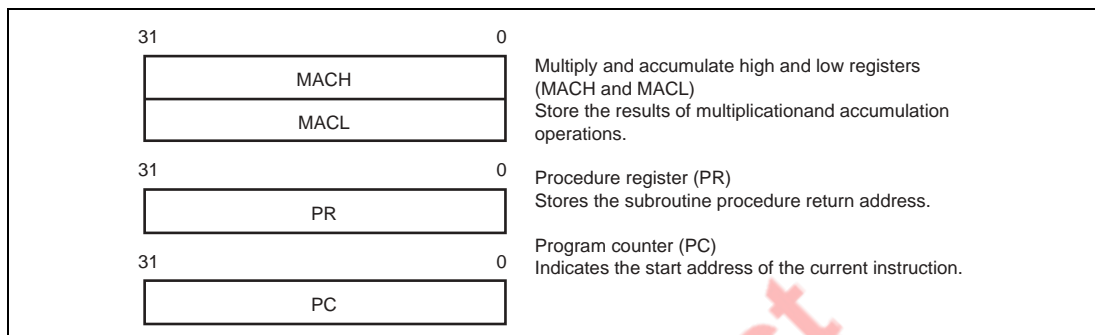 31 0
MACH
MACL
Multiply and accumulate high and low registers
(MACH and MACL)
Store the results of multiplicationand accumulation
operations.
31 0
PR
Procedure register (PR)
Stores the subroutine procedure return address.
31 0
PC
Program counter (PC)
Indicates the start address of the current instruction.